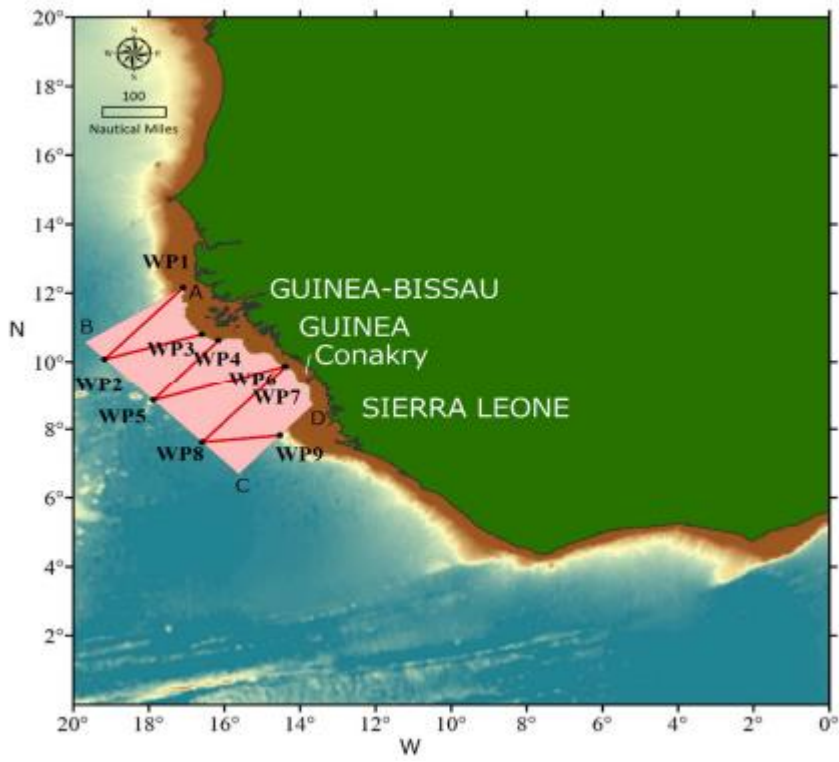 20°
18°
16°
14°
12°
10°
8°
6°
4°
2°
N
N
W
E
S
100
Nautical Miles
WP1
A
GUINEA-BISSAU
B
GUINEA
WP3
WP4
Conakry
WP2
WP6
WP5
WP7
SIERRA LEONE
D
WP8
WP9
C
20° 18° 16° 14° 12° 10° 8° 6° 4° 2° 0°
W